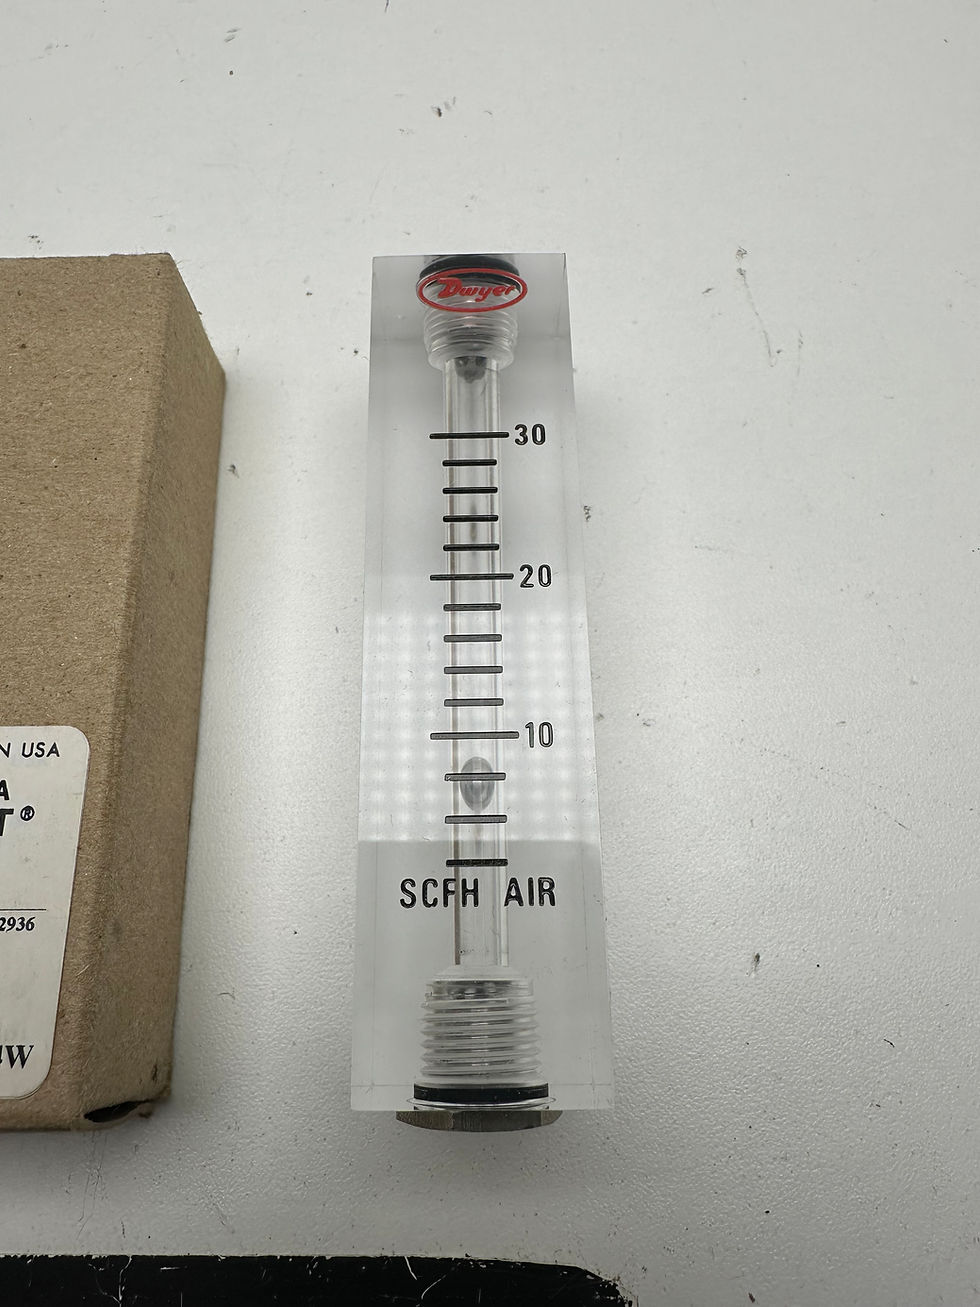 Dwyer
30
20
10
SCFH AIR
N USA
A
T®
2936
W